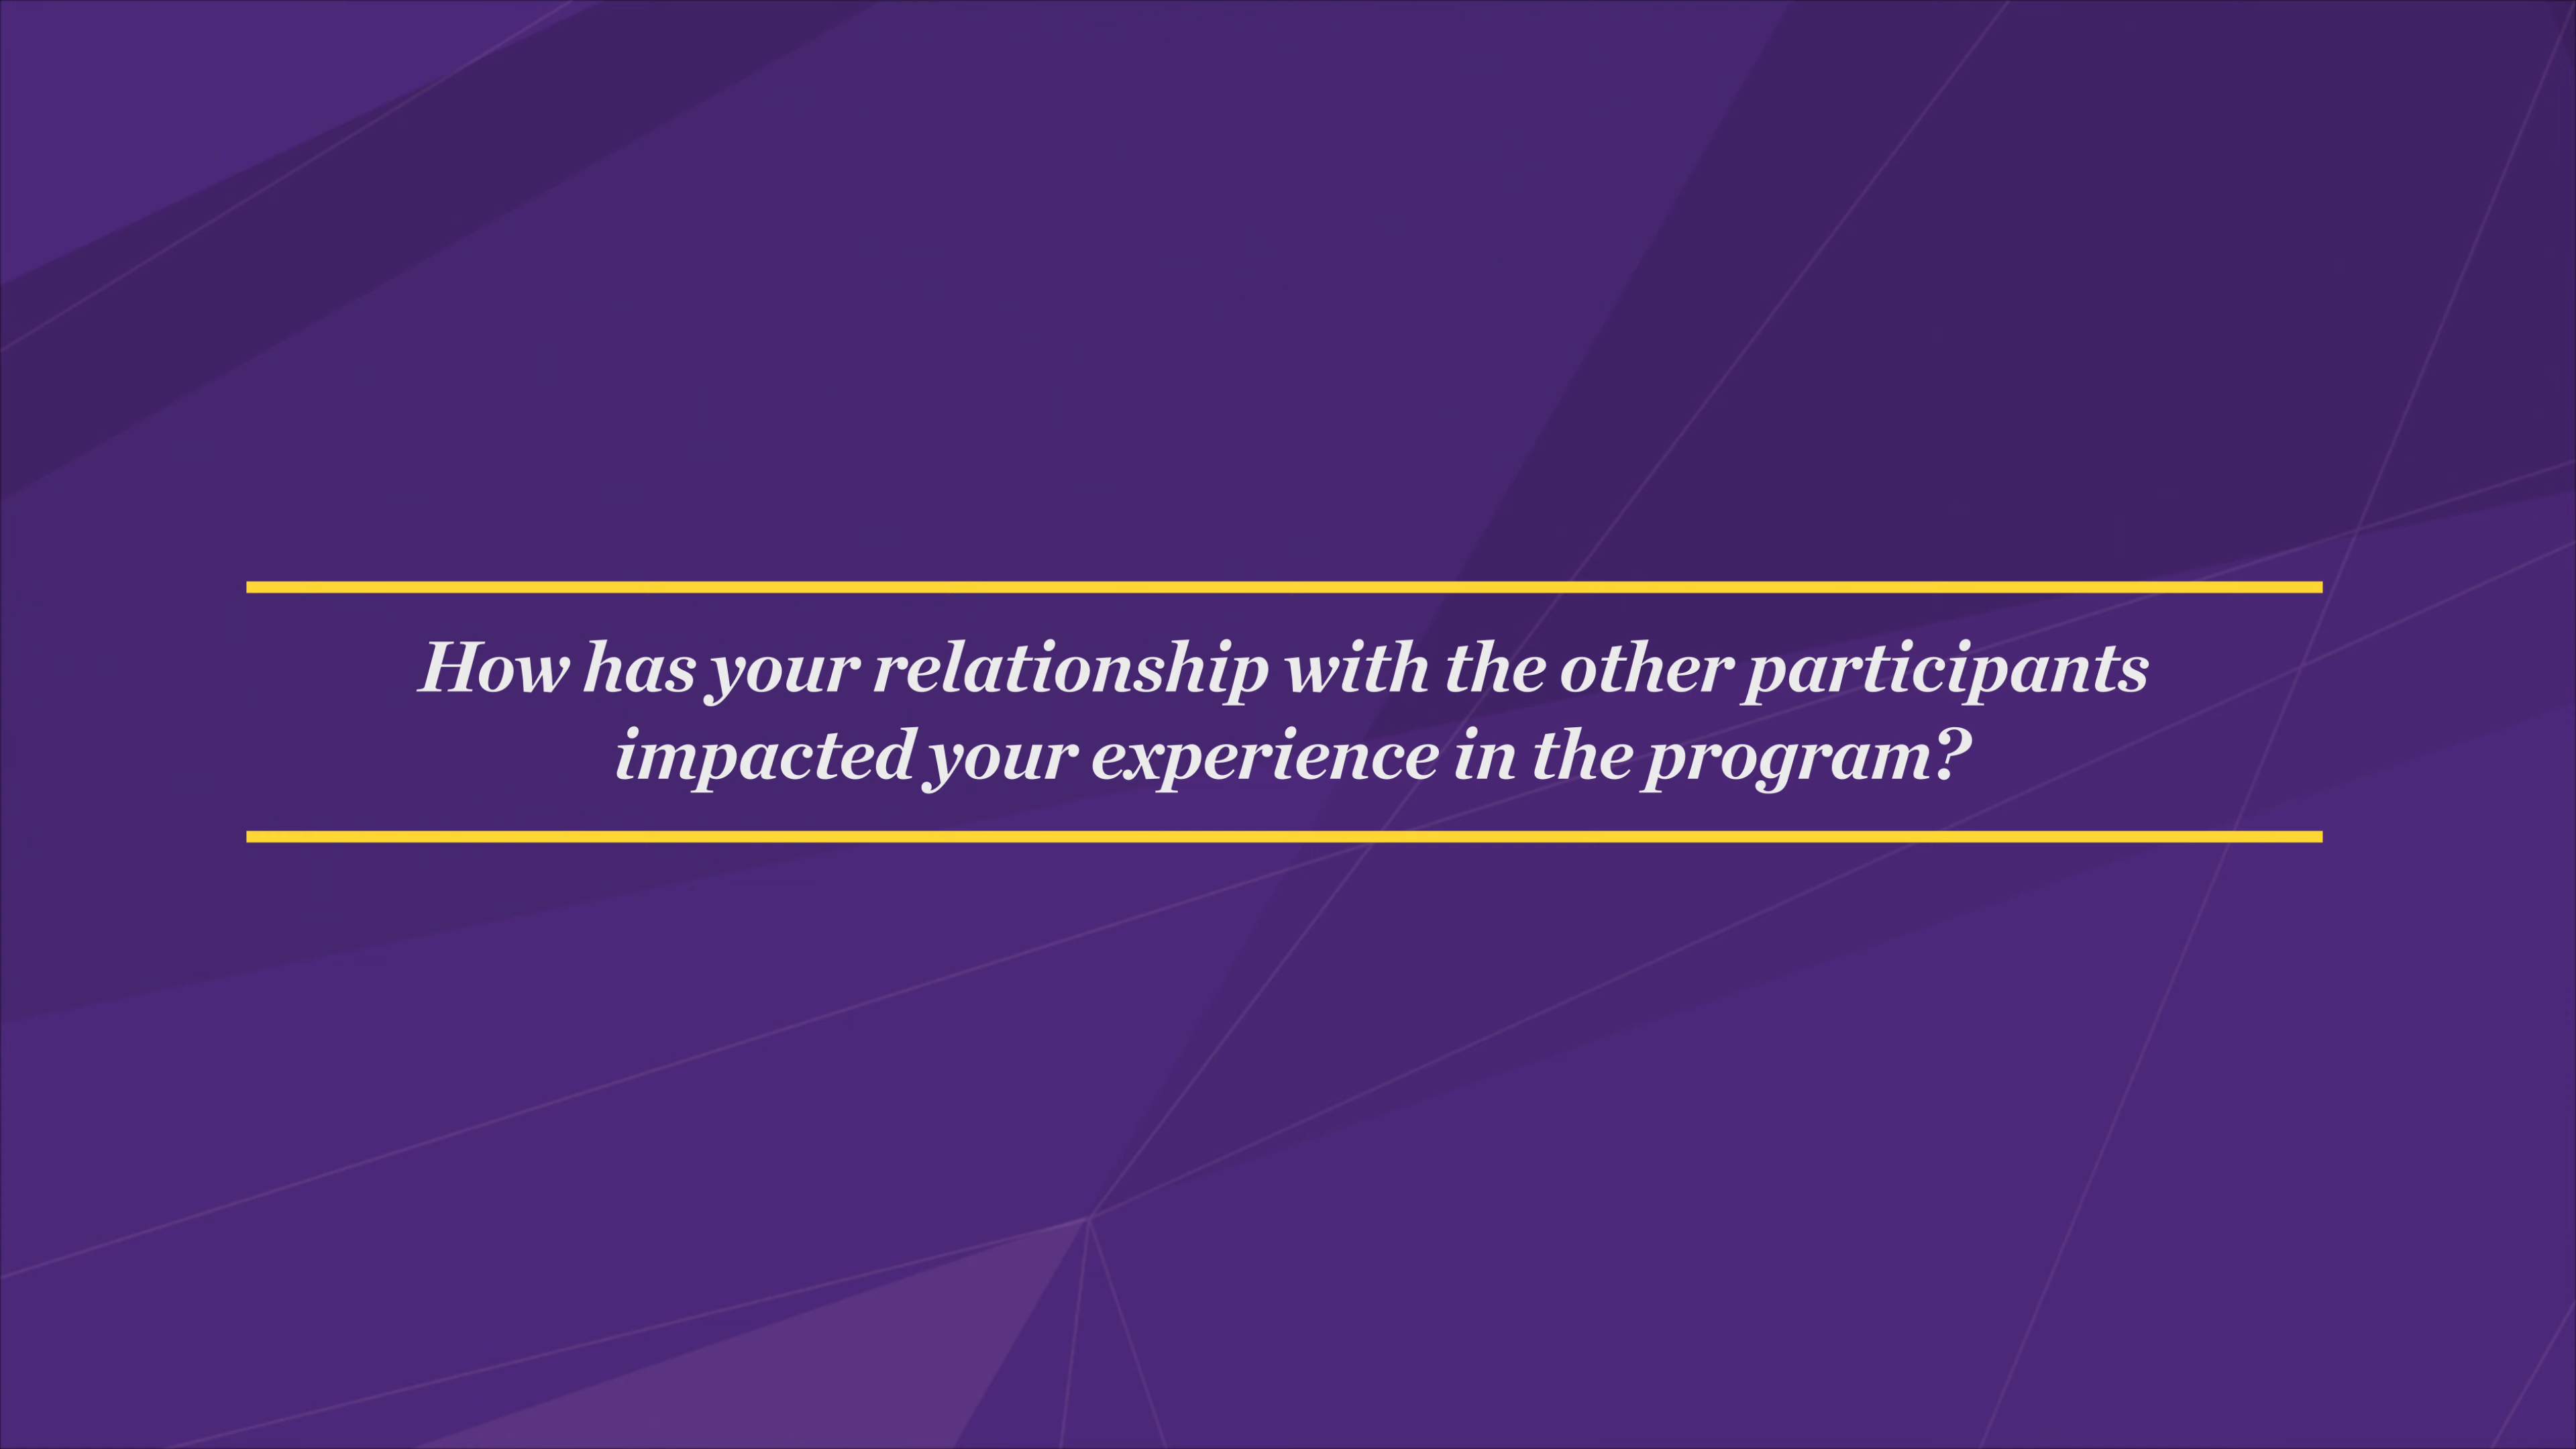 How has your relationship with the other participants
impacted your experience in the program?